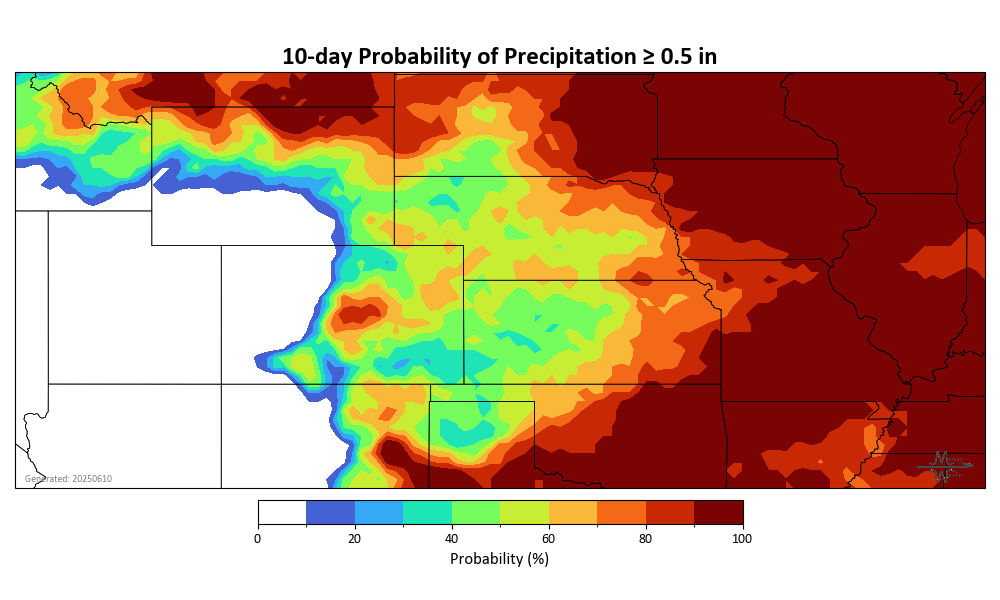 10-day Probability of Precipitation ≥ 0.5 in
Generated: 20250610
0 20 40 60 80 100
Probability (%)